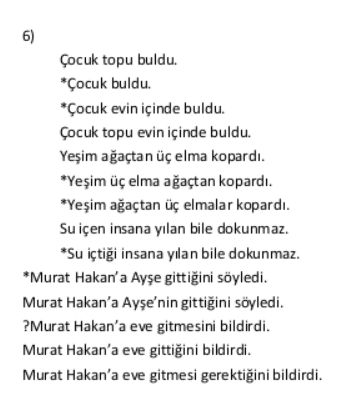 6)
Çocuk topu buldu.
*Çocuk buldu.
*Çocuk evin içinde buldu.
Çocuk topu evin içinde buldu.
Yeşim ağaçtan üç elma kopardı.
*Yeşim üç elma ağaçtan kopardı.
*Yeşim ağaçtan üç elmalar kopardı.
Su içen insana yılan bile dokunmaz.
*Su içtiği insana yılan bile dokunmaz.
*Murat Hakan’a Ayşe gittiğini söyledi.
Murat Hakan’a Ayşe’nin gittiğini söyledi.
?Murat Hakan’a eve gitmesini bildirdi.
Murat Hakan’a eve gittiğini bildirdi.
Murat Hakan’a eve gitmesi gerektiğini bildirdi.